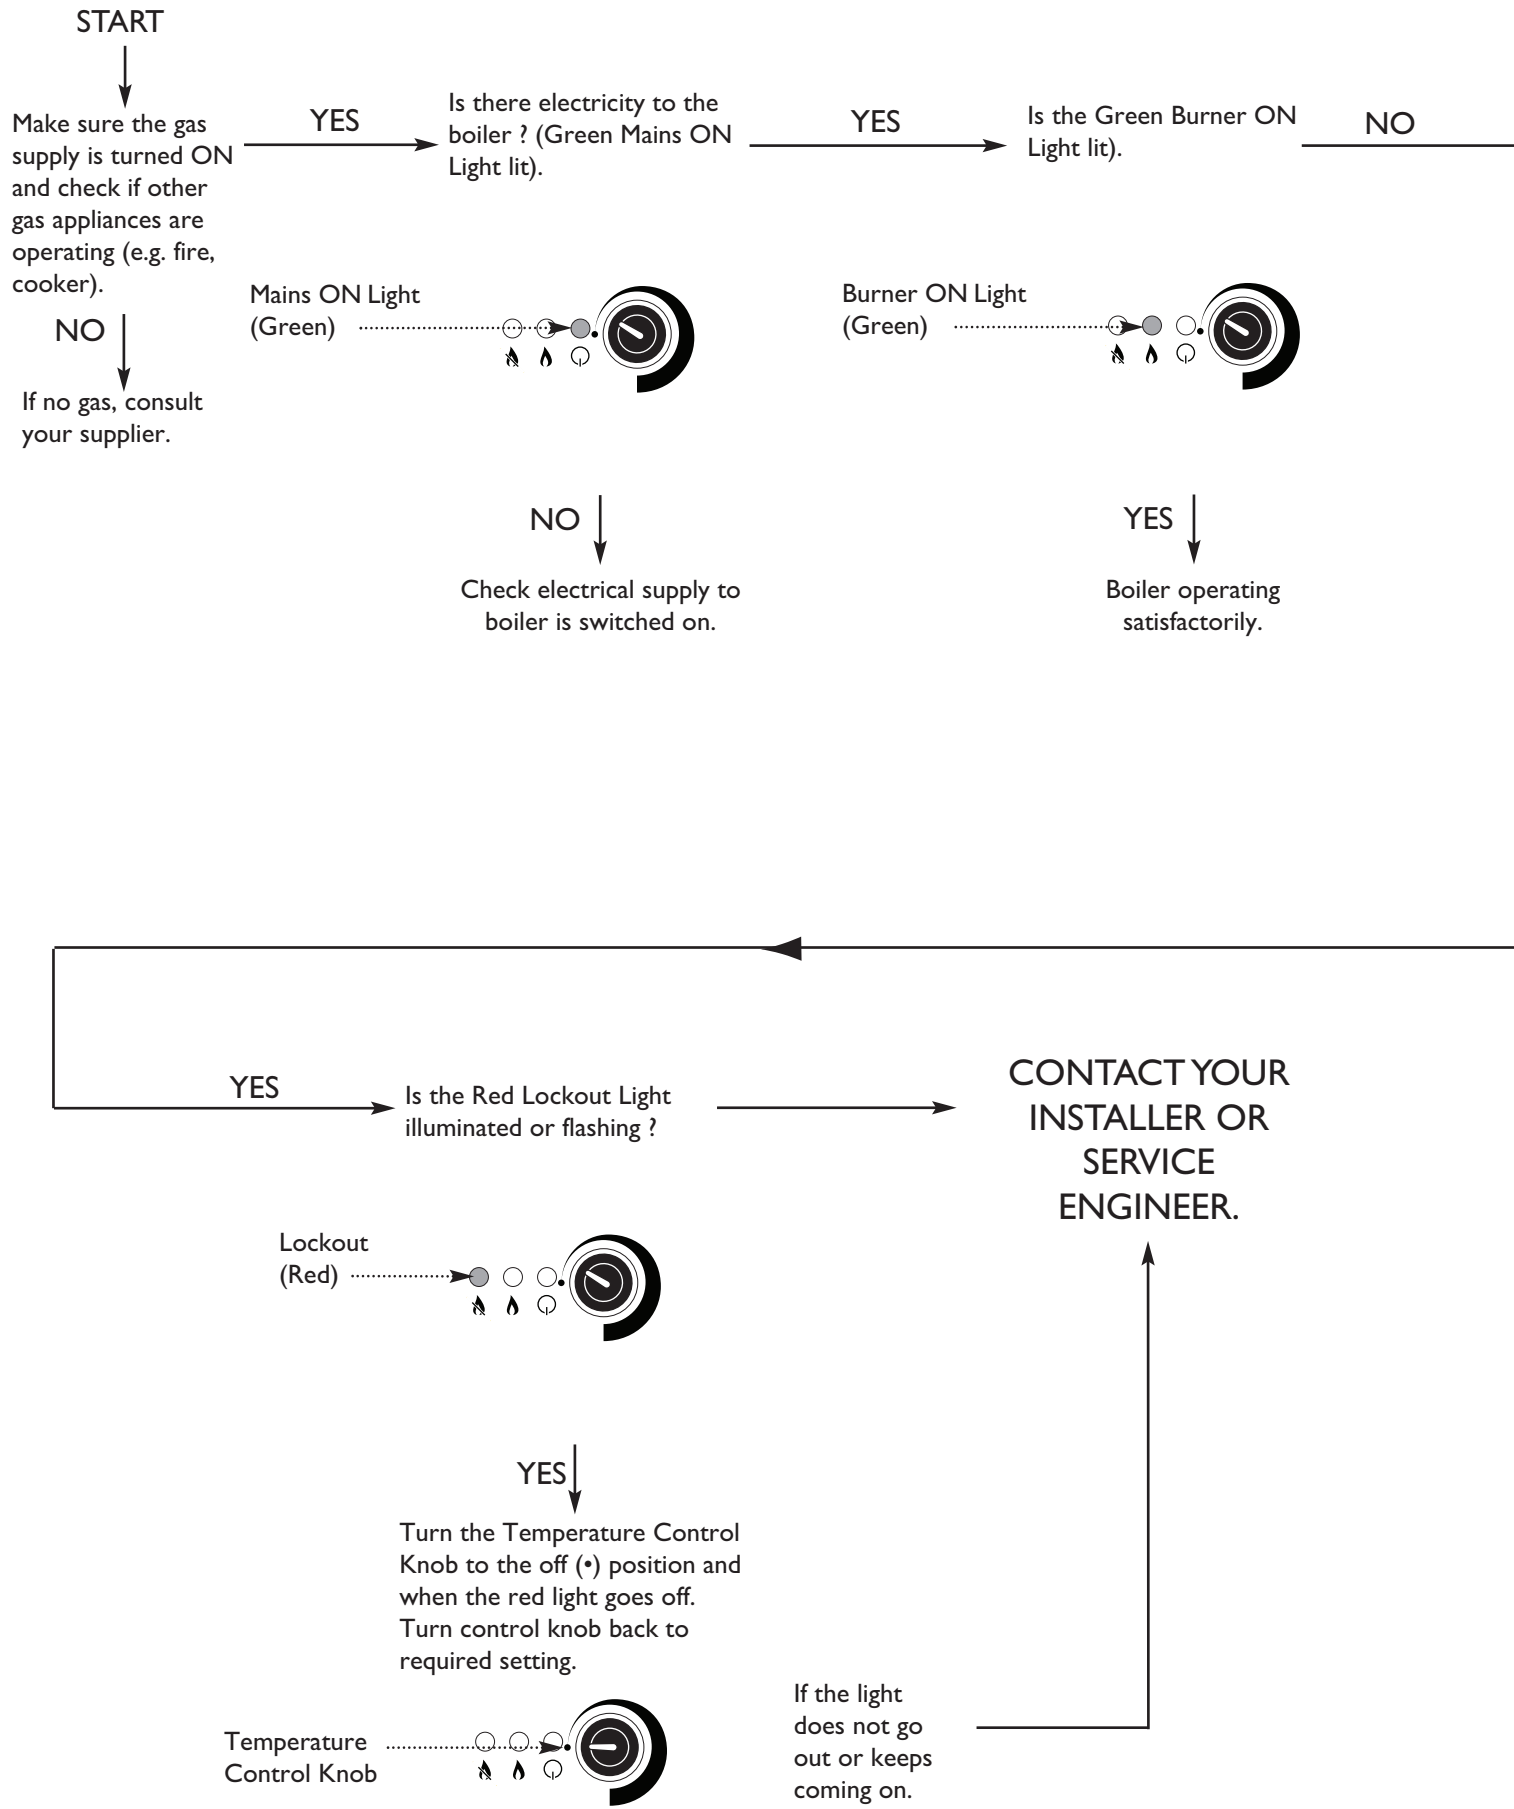 START
Make sure the gas
supply is turned ON
and check if other
gas appliances are
operating (e.g. fire,
cooker).
YES
Is there electricity to the
boiler ? (Green Mains ON
Light lit).
YES
Is the Green Burner ON
Light lit).
NO
NO
If no gas, consult
your supplier.
Mains ON Light
(Green)
Burner ON Light
(Green)
NO
Check electrical supply to
boiler is switched on.
YES
Boiler operating
satisfactorily.
YES
Is the Red Lockout Light
illuminated or flashing ?
CONTACT YOUR
INSTALLER OR
SERVICE
ENGINEER.
Lockout
(Red)
YES
Turn the Temperature Control
Knob to the off (•) position and
when the red light goes off.
Turn control knob back to
required setting.
Temperature
Control Knob
If the light
does not go
out or keeps
coming on.